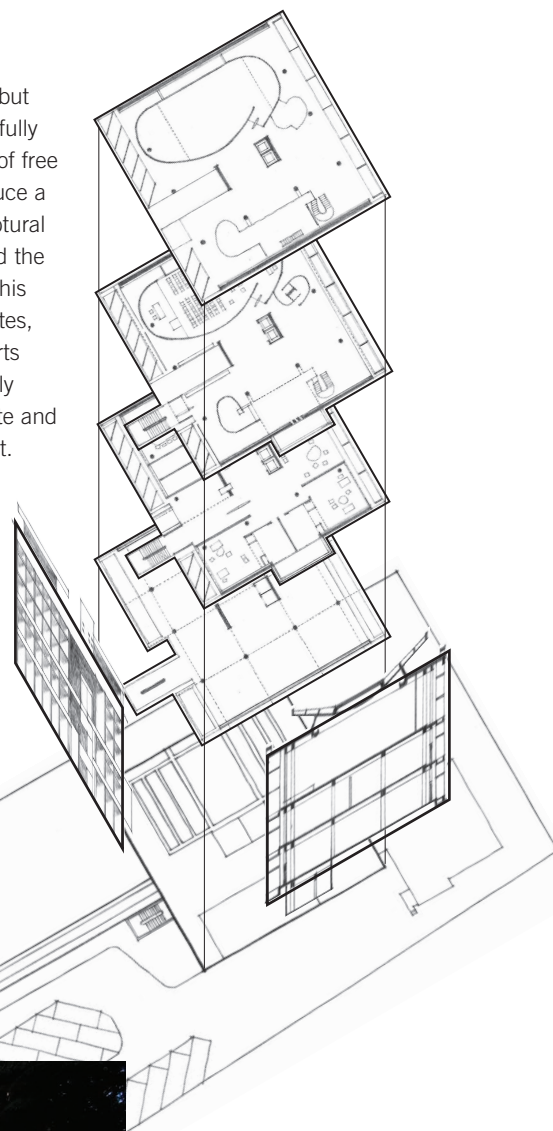 but
fully
of free
uce a
ptural
d the
his
tes,
rts
ly
te and
t.